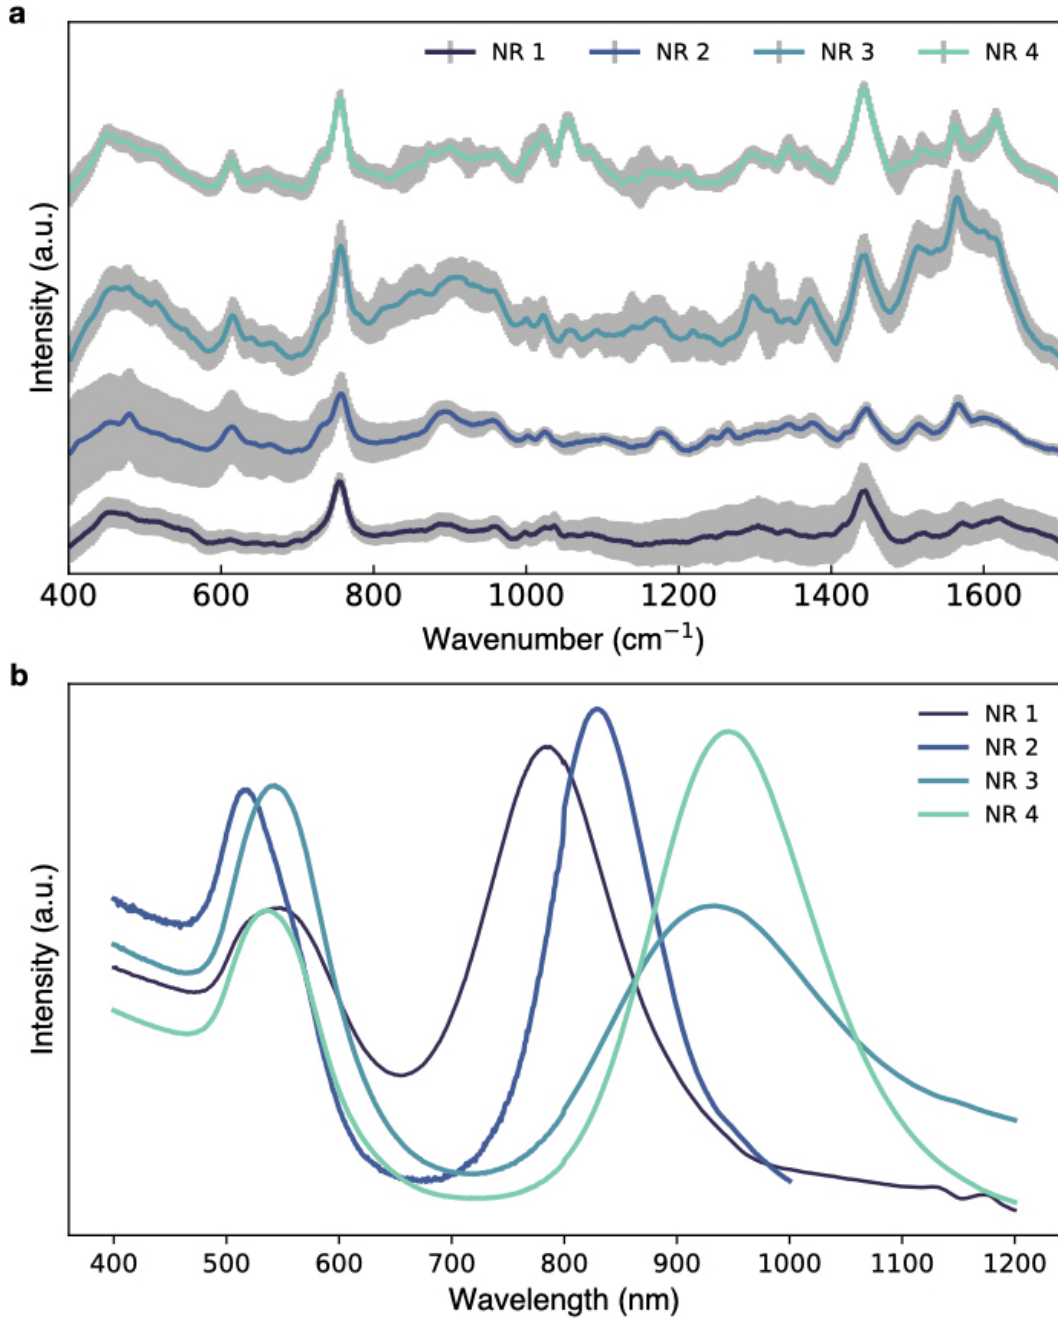 a
NR 1 NR 2 NR 3 NR 4
Intensity (a.u.)
400 600 800 1000 1200 1400 1600
Wavenumber (cm⁻¹)
b
NR 1
NR 2
NR 3
NR 4
Intensity (a.u.)
400 500 600 700 800 900 1000 1100 1200
Wavelength (nm)